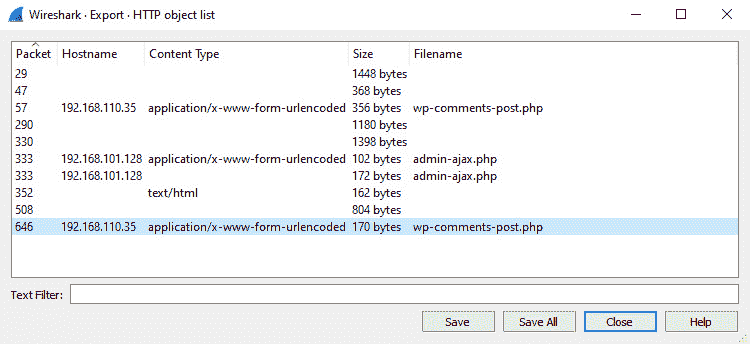 Wireshark · Export · HTTP object list
Packet Hostname Content Type Size Filename
29 1448 bytes
47 368 bytes
57 192.168.110.35 application/x-www-form-urlencoded 356 bytes wp-comments-post.php
290 1180 bytes
330 1398 bytes
333 192.168.101.128 application/x-www-form-urlencoded 102 bytes admin-ajax.php
333 192.168.101.128 172 bytes admin-ajax.php
352 text/html 162 bytes
508 804 bytes
646 192.168.110.35 application/x-www-form-urlencoded 170 bytes wp-comments-post.php
Text Filter:
Save Save All Close Help